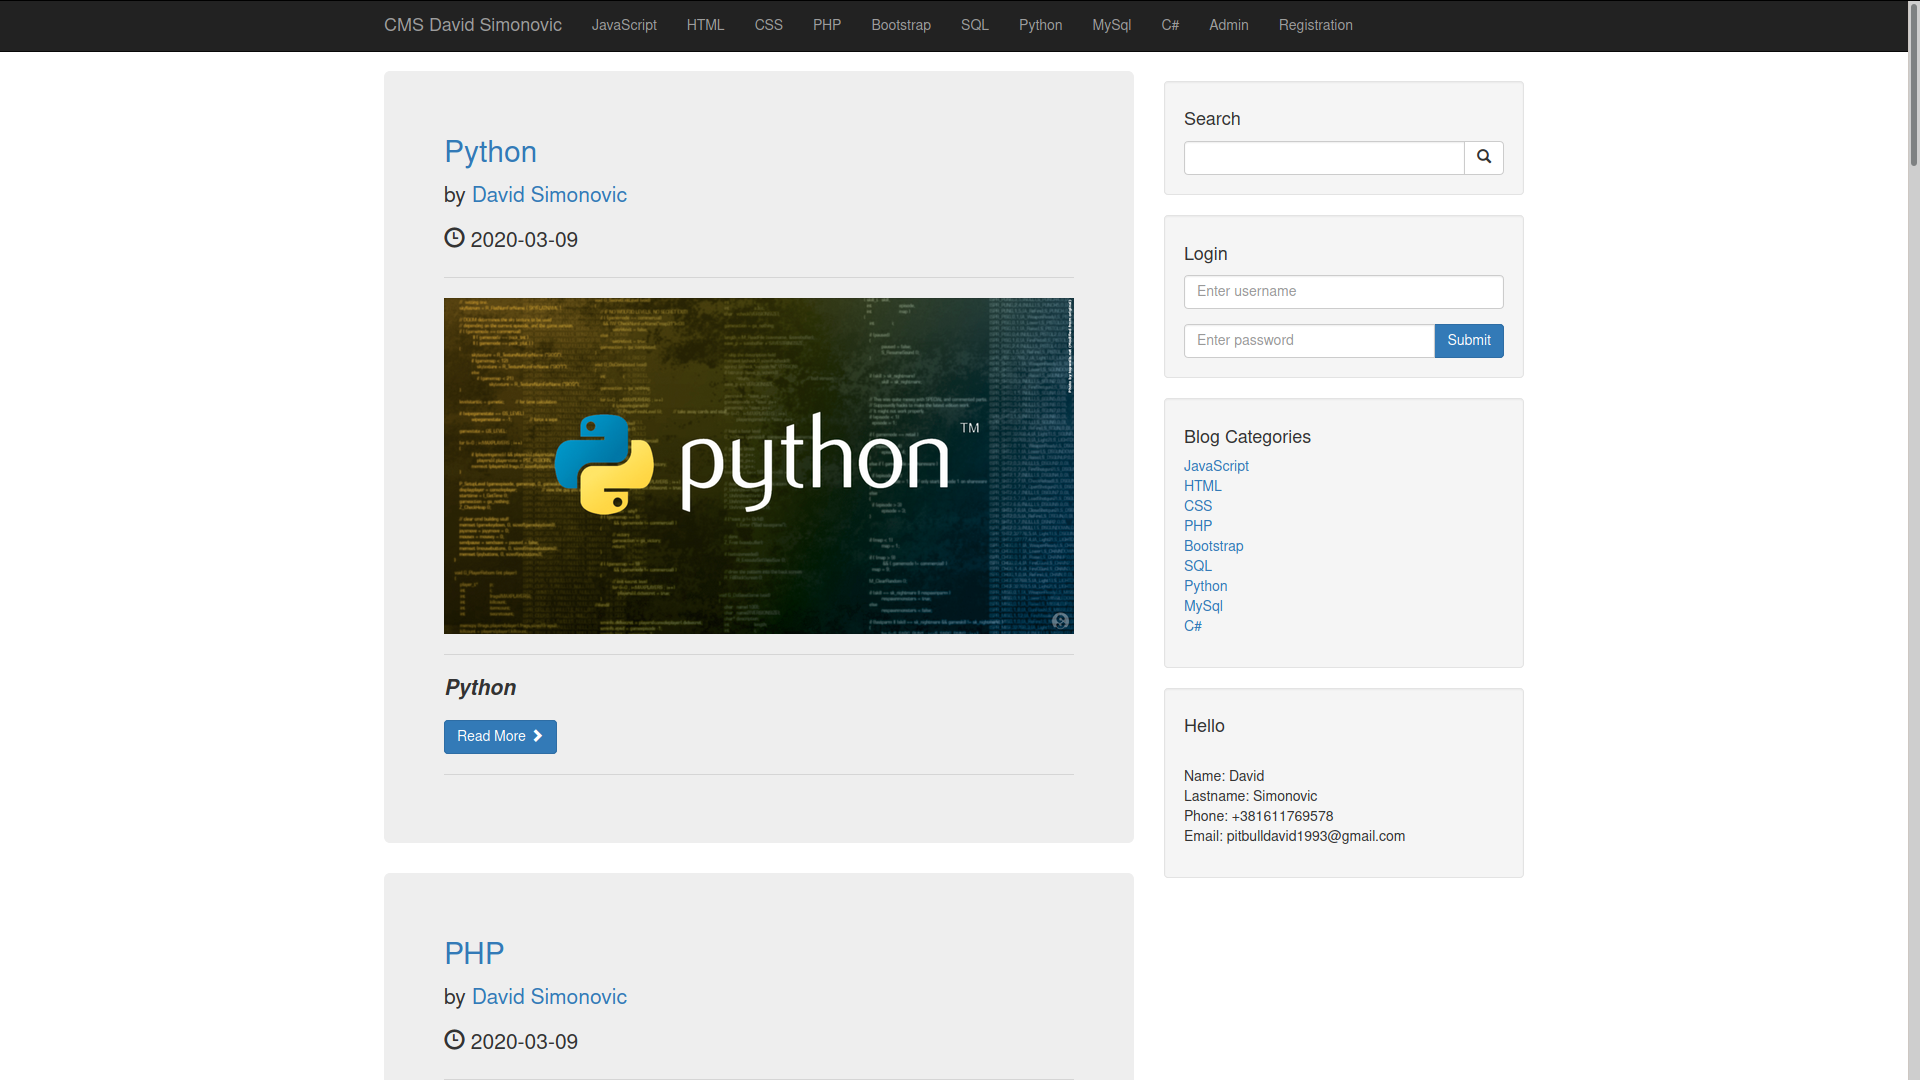 CMS David Simonovic JavaScript HTML CSS PHP Bootstrap SQL Python MySql C# Admin Registration
Python
by David Simonovic
2020-03-09
python TM
Python
Read More
PHP
by David Simonovic
2020-03-09
Search
Login
Enter username
Enter password Submit
Blog Categories
JavaScript
HTML
CSS
PHP
Bootstrap
SQL
Python
MySql
C#
Hello
Name: David
Lastname: Simonovic
Phone: +381611769578
Email: pitbulldavid1993@gmail.com